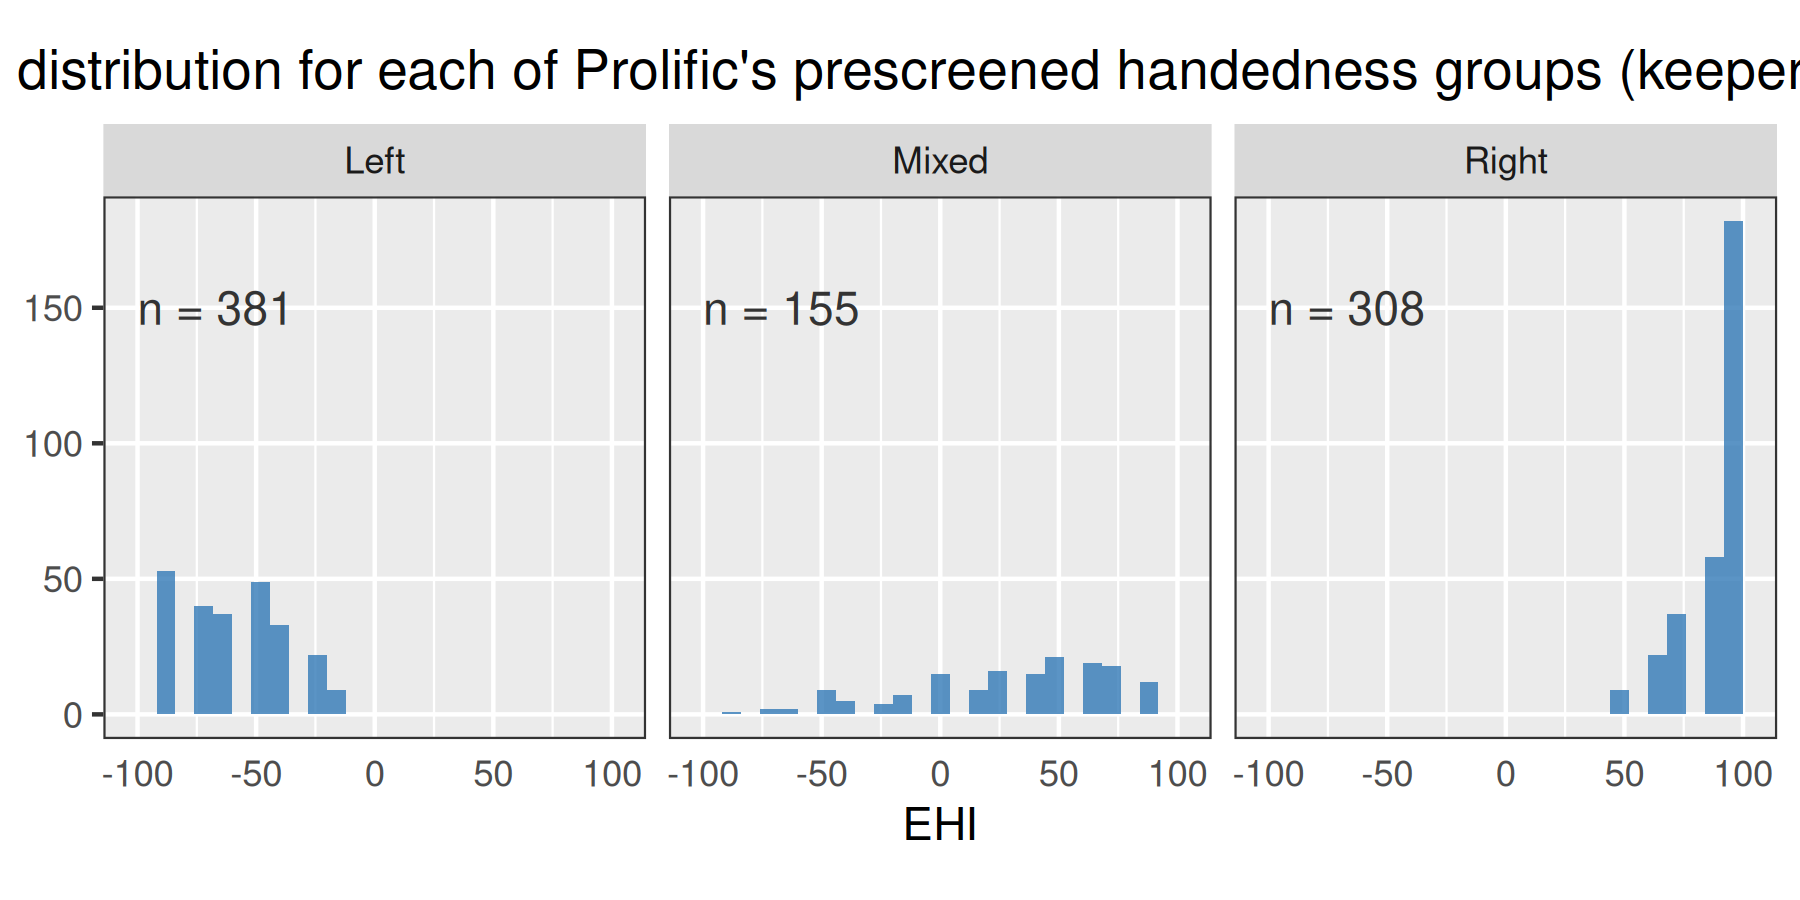 distribution for each of Prolific's prescreened handedness groups (keeper
Left Mixed Right
n = 381 n = 155 n = 308
150
100
50
0
-100 -50 0 50 100 -100 -50 0 50 100 -100 -50 0 50 100
EHI